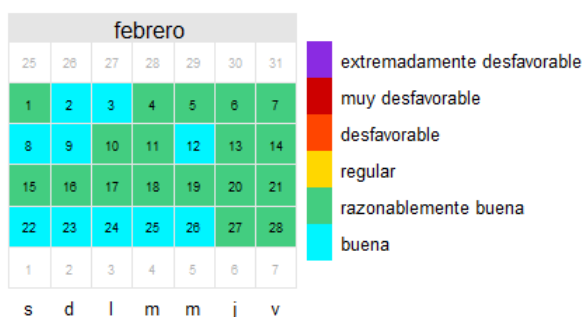 febrero
25 26 27 28 29 30 31
1 2 3 4 5 6 7
8 9 10 11 12 13 14
15 16 17 18 19 20 21
22 23 24 25 26 27 28
1 2 3 4 5 6 7
s d l m m j v
extremadamente desfavorable
muy desfavorable
desfavorable
regular
razonablemente buena
buena